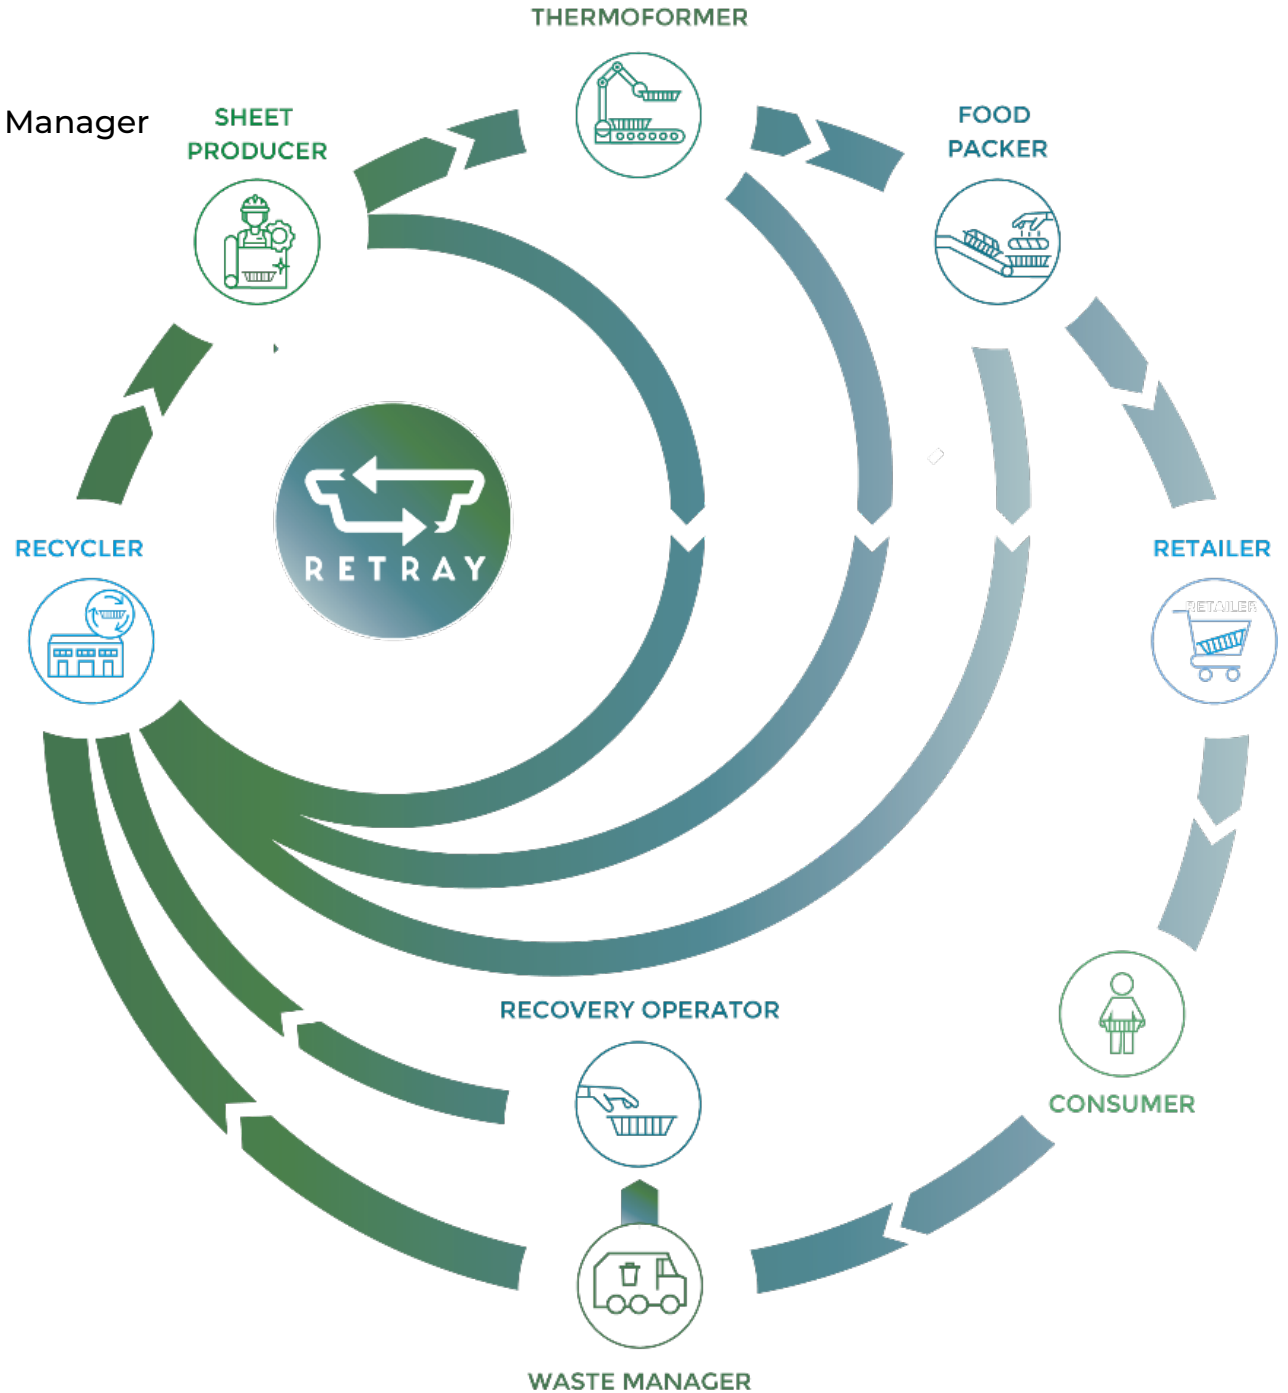 THERMOFORMER
Manager
SHEET
PRODUCER
FOOD
PACKER
RETRAY
RECYCLER
RETAILER
RETAILER
RECOVERY OPERATOR
CONSUMER
WASTE MANAGER